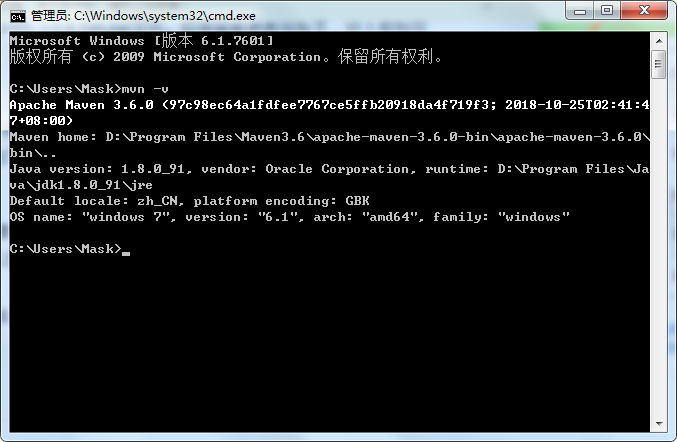 管理员: C:\Windows\system32\cmd.exe
Microsoft Windows [版本 6.1.7601]
版权所有 (c) 2009 Microsoft Corporation。保留所有权利。
C:\Users\Mask>mvn -v
Apache Maven 3.6.0 (97c98ec64a1fdfee7767ce5ffb20918da4f719f3; 2018-10-25T02:41:4
7+08:00)
Maven home: D:\Program Files\Maven3.6\apache-maven-3.6.0-bin\apache-maven-3.6.0\
bin\..
Java version: 1.8.0_91, vendor: Oracle Corporation, runtime: D:\Program Files\Ja
va\jdk1.8.0_91\jre
Default locale: zh_CN, platform encoding: GBK
OS name: "windows 7", version: "6.1", arch: "amd64", family: "windows"
C:\Users\Mask>